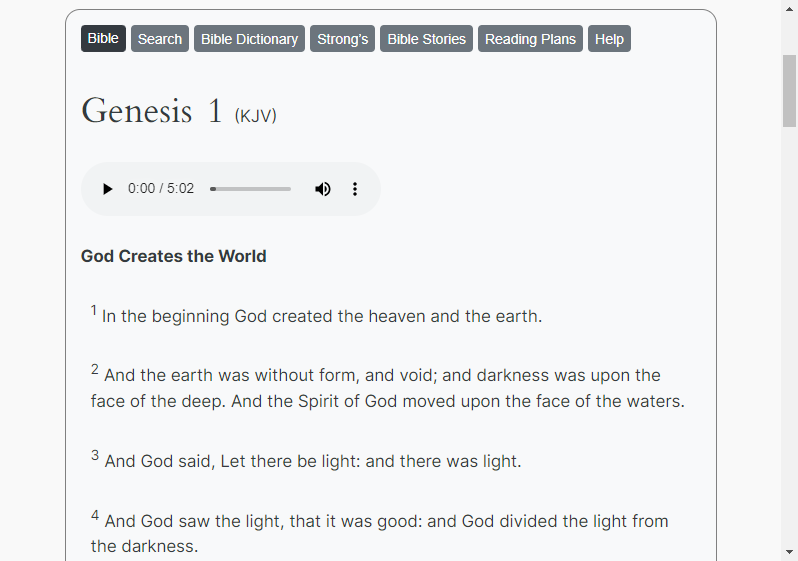 Bible Search Bible Dictionary Strong's Bible Stories Reading Plans Help
Genesis 1 (KJV)
0:00 / 5:02
God Creates the World
1 In the beginning God created the heaven and the earth.
2 And the earth was without form, and void; and darkness was upon the
face of the deep. And the Spirit of God moved upon the face of the waters.
3 And God said, Let there be light: and there was light.
4 And God saw the light, that it was good: and God divided the light from
the darkness.